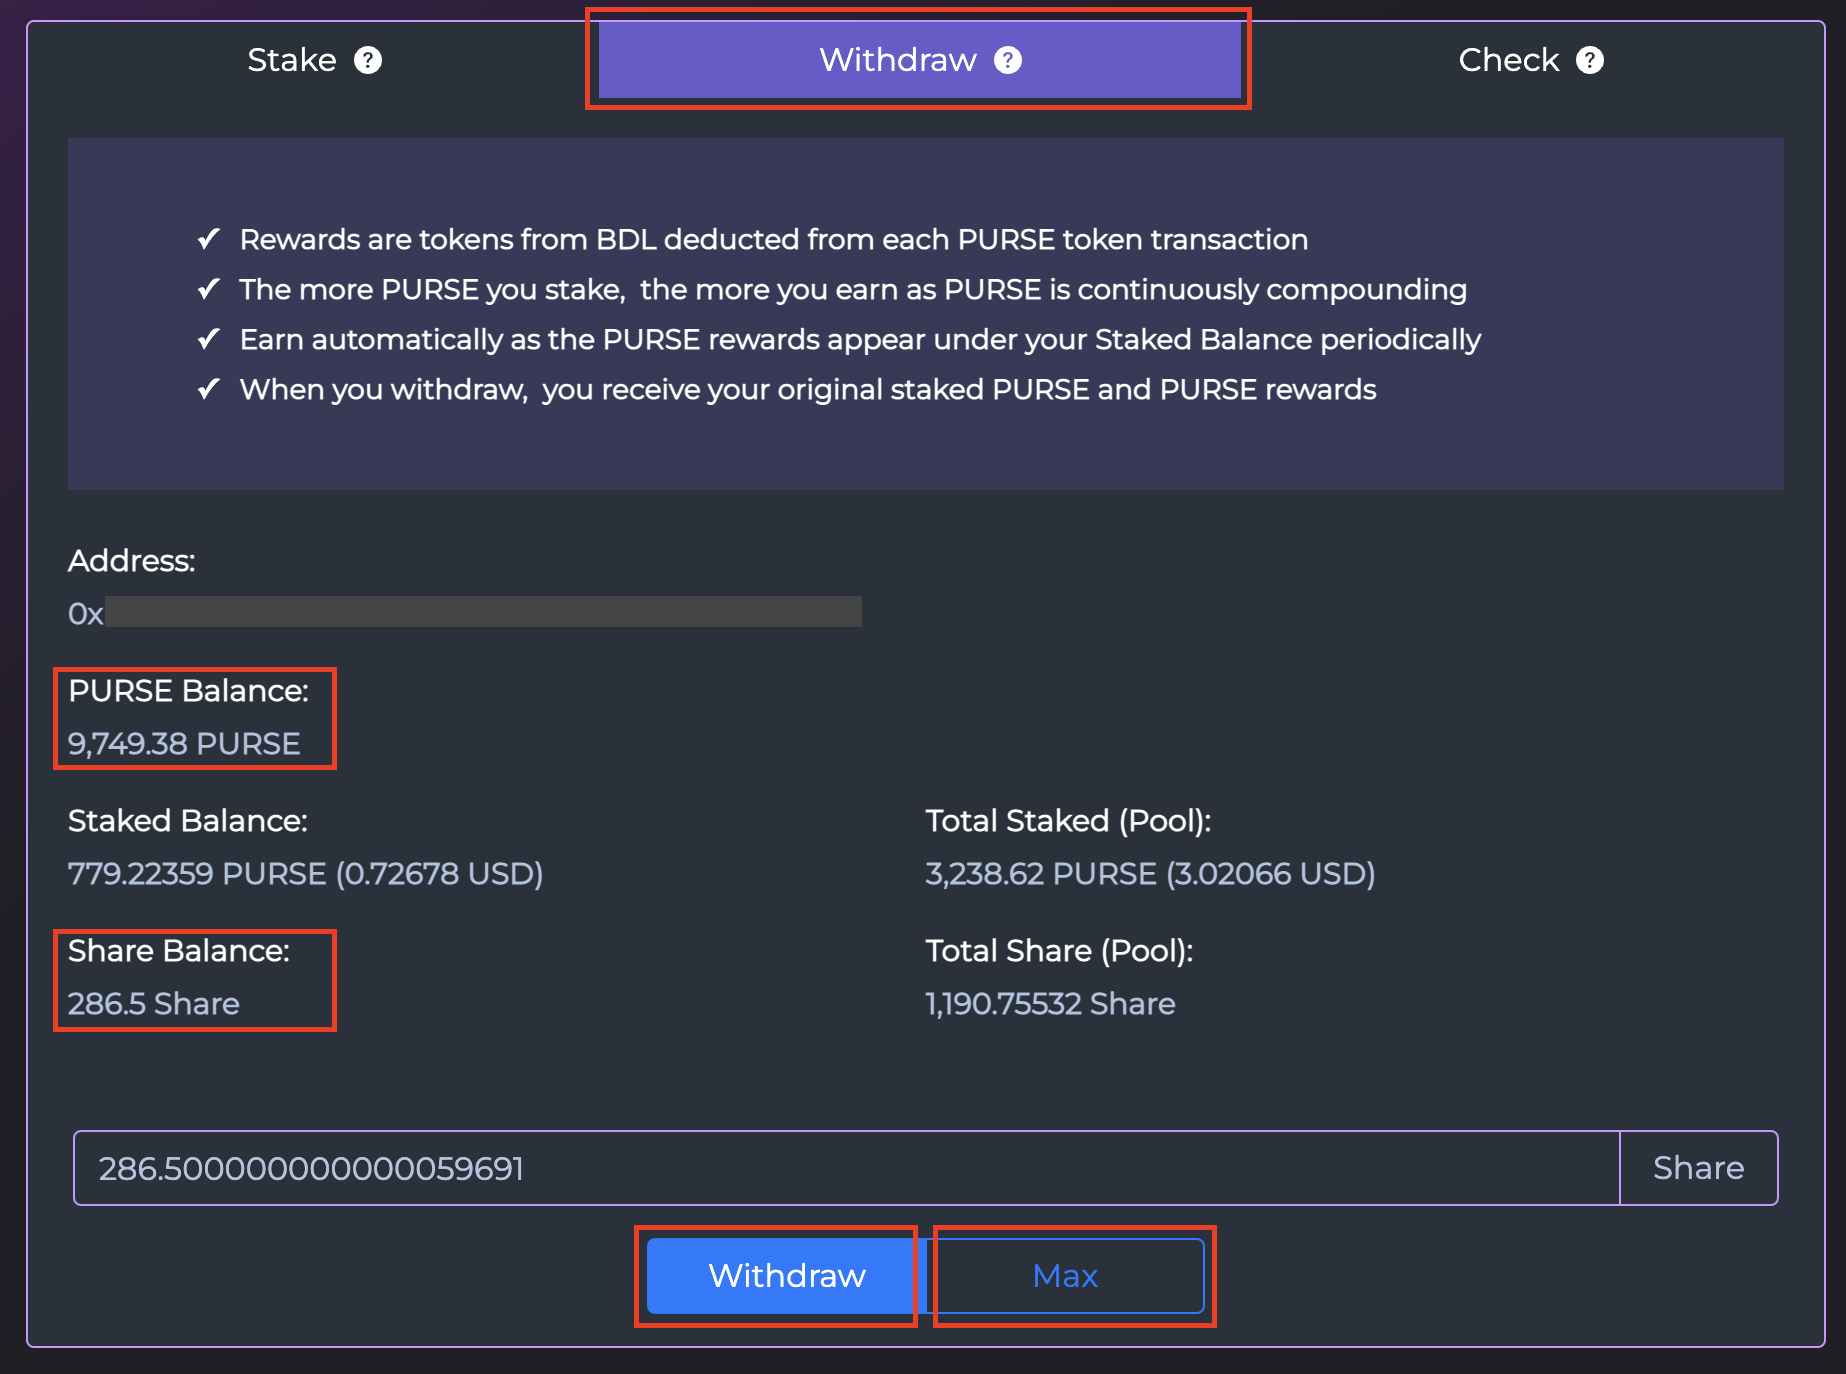 Stake ?
Withdraw ?
Check ?
✔ Rewards are tokens from BDL deducted from each PURSE token transaction
✔ The more PURSE you stake,  the more you earn as PURSE is continuously compounding
✔ Earn automatically as the PURSE rewards appear under your Staked Balance periodically
✔ When you withdraw,  you receive your original staked PURSE and PURSE rewards
Address:
0x
PURSE Balance:
9,749.38 PURSE
Staked Balance:
779.22359 PURSE (0.72678 USD)
Total Staked (Pool):
3,238.62 PURSE (3.02066 USD)
Share Balance:
286.5 Share
Total Share (Pool):
1,190.75532 Share
286.500000000000059691
Share
Withdraw
Max